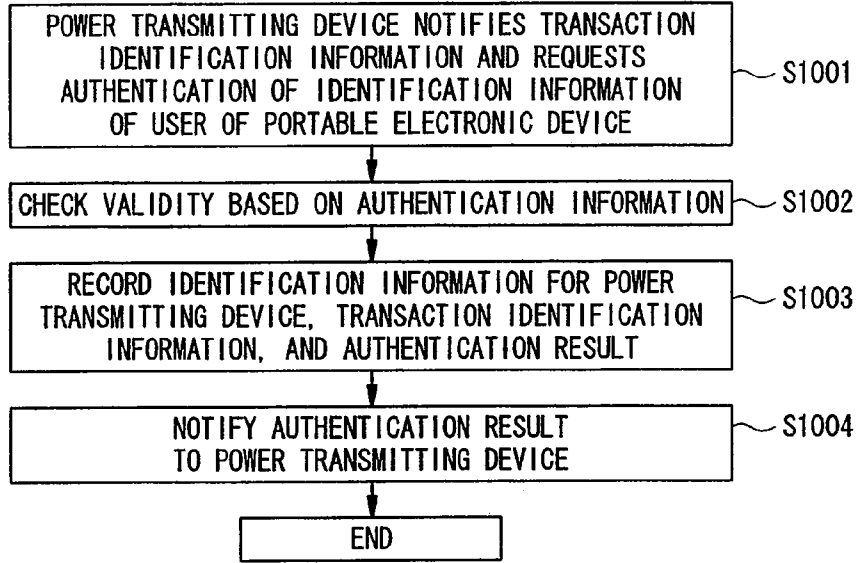 POWER TRANSMITTING DEVICE NOTIFIES TRANSACTION
IDENTIFICATION INFORMATION AND REQUESTS
AUTHENTICATION OF IDENTIFICATION INFORMATION
OF USER OF PORTABLE ELECTRONIC DEVICE
S1001
CHECK VALIDITY BASED ON AUTHENTICATION INFORMATION
S1002
RECORD IDENTIFICATION INFORMATION FOR POWER
TRANSMITTING DEVICE, TRANSACTION IDENTIFICATION
INFORMATION, AND AUTHENTICATION RESULT
S1003
NOTIFY AUTHENTICATION RESULT
TO POWER TRANSMITTING DEVICE
S1004
END